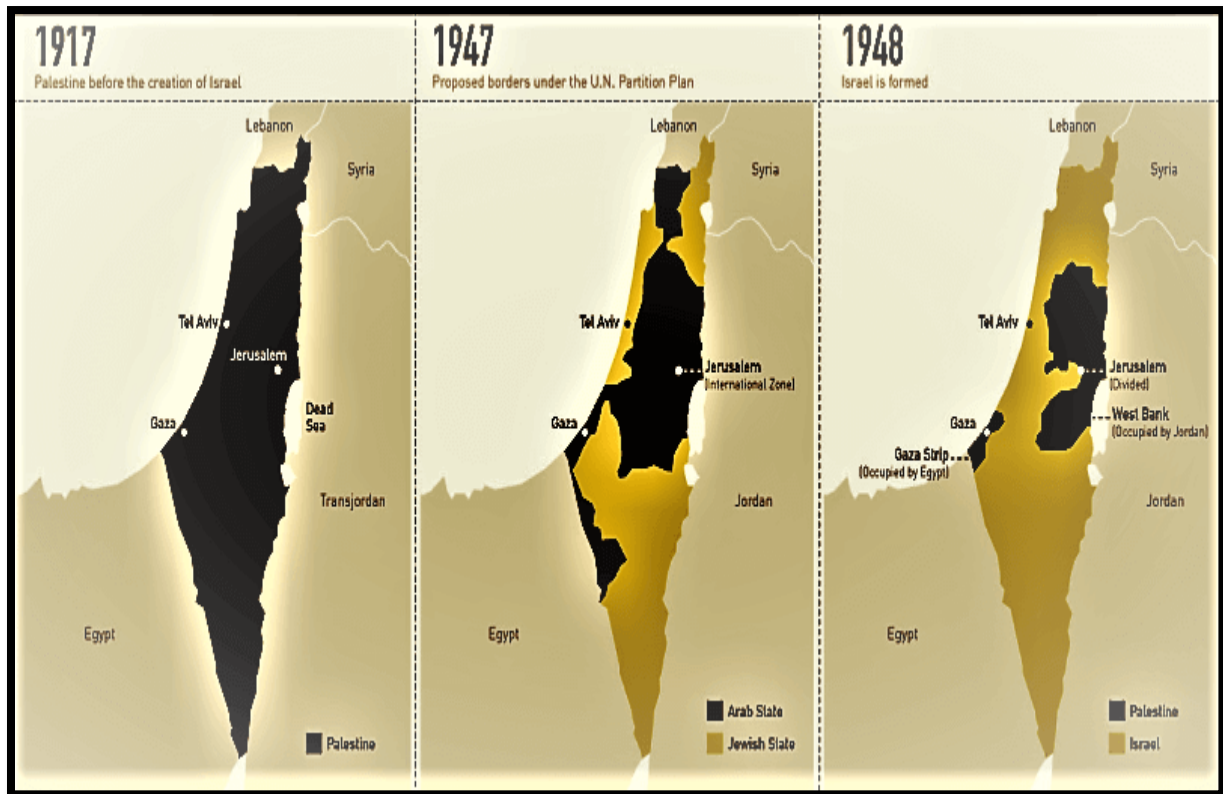 1917
Palestine before the creation of Israel
Lebanon
Syria
Tel Aviv
Jerusalem
Gaza
Dead
Sea
Transjordan
Egypt
Palestine
1947
Proposed borders under the U.N. Partition Plan
Lebanon
Syria
Tel Aviv
Jerusalem
(International Zone)
Gaza
Jordan
Egypt
Arab State
Jewish State
1948
Israel is formed
Lebanon
Syria
Tel Aviv
Jerusalem
(Divided)
West Bank
(Occupied by Jordan)
Gaza
Gaza Strip
(Occupied by Egypt)
Jordan
Egypt
Palestine
Israel